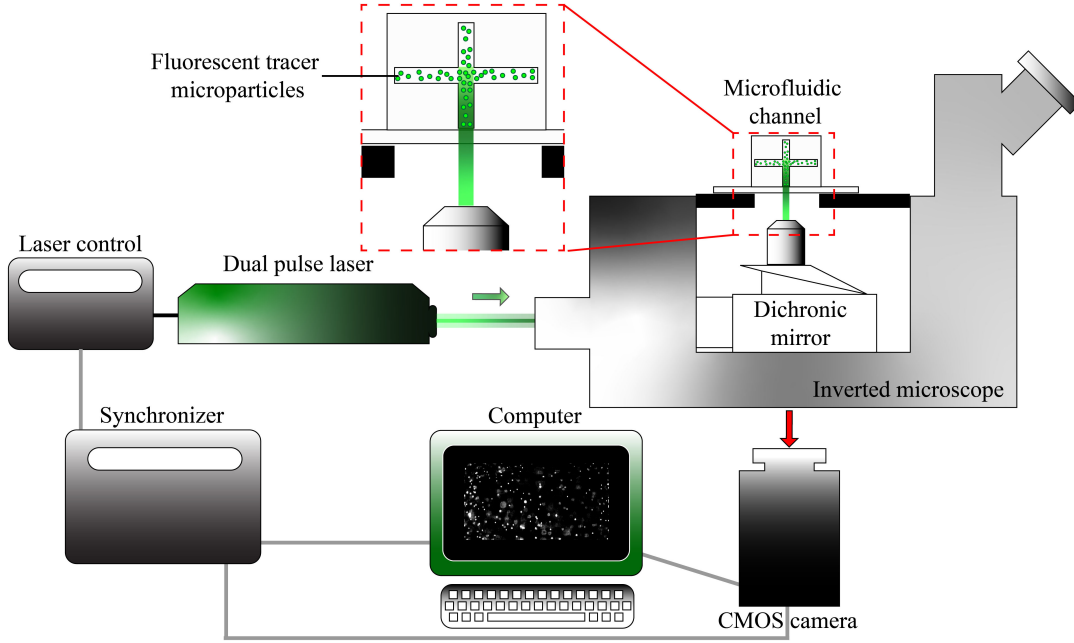 Fluorescent tracer
microparticles
Microfluidic
channel
Laser control
Dual pulse laser
Dichronic
mirror
Inverted microscope
Synchronizer
Computer
CMOS camera